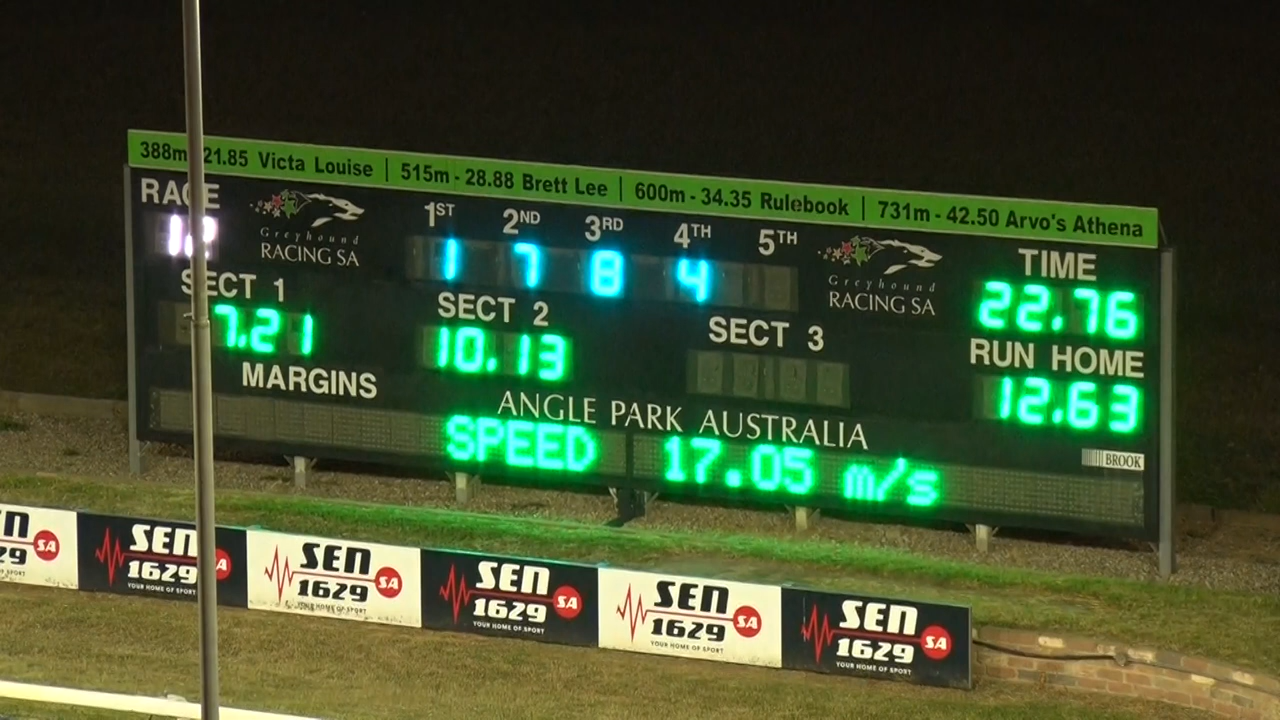 388m 21.85 Victa Louise | 515m - 28.88 Brett Lee | 600m - 34.35 Rulebook | 731m - 42.50 Arvo's Athena
RACE
Greyhound
RACING SA
1ST 2ND 3RD 4TH 5TH
1 7 8 4
Greyhound
RACING SA
TIME
22.76
SECT 1
7.21
SECT 2
10.13
SECT 3
RUN HOME
12.63
MARGINS
ANGLE PARK AUSTRALIA
SPEED 17.05 m/s
BROOK
29 SA
SEN
1629
YOUR HOME OF SPORT
SEN
1629 SA
YOUR HOME OF SPORT
SEN
1629 SA
YOUR HOME OF SPORT
SEN
1629 SA
YOUR HOME OF SPORT
SEN
1629 SA
YOUR HOME OF SPORT